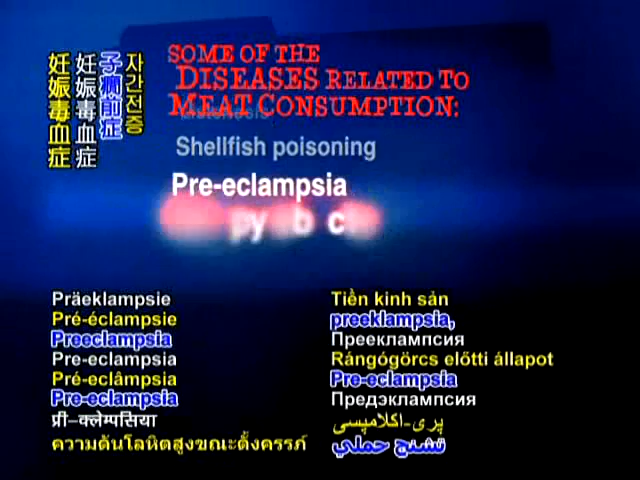 SOME OF THE
DISEASES RELATED TO
MEAT CONSUMPTION:
Listeriosis
Shellfish poisoning
Pre-eclampsia
자간전증
子癇前症
妊娠毒血症
妊娠毒血症
Präeklampsie
Pré-éclampsie
Preeclampsia
Pre-eclampsia
Pré-eclâmpsia
Pre-eclampsia
प्री-क्लेम्पसिया
ความดันโลหิตสูงขณะตั้งครรภ์
Tiền kinh sản
preeklampsia,
Прееклампсия
Rángógörcs előtti állapot
Pre-eclampsia
Предэклампсия
پری-اکلامپسی
تشنج حملي